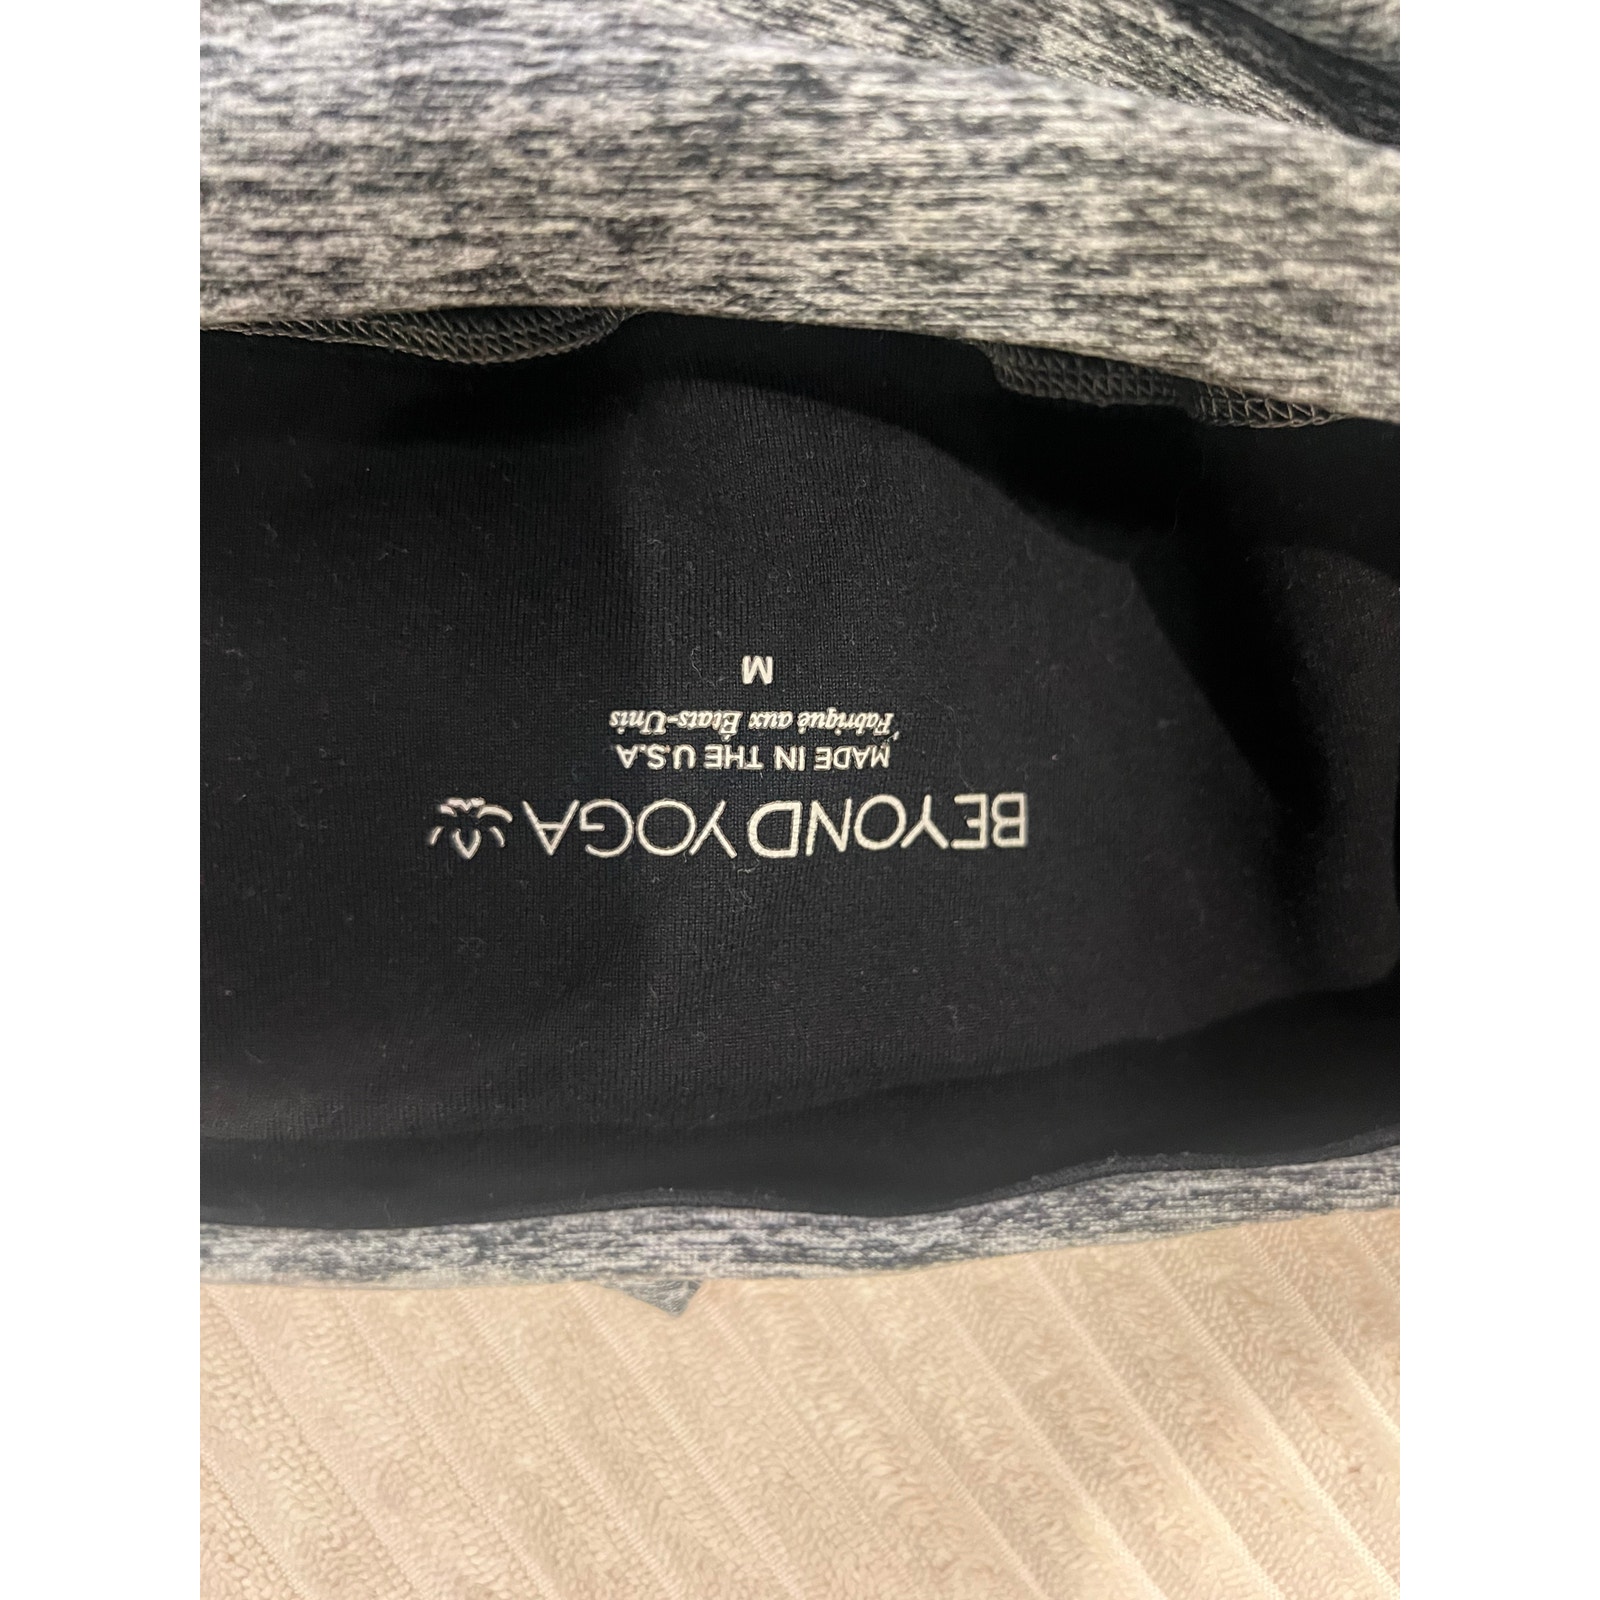 BEYOND YOGA
MADE IN THE U.S.A
Fabriqué aux États-Unis
M